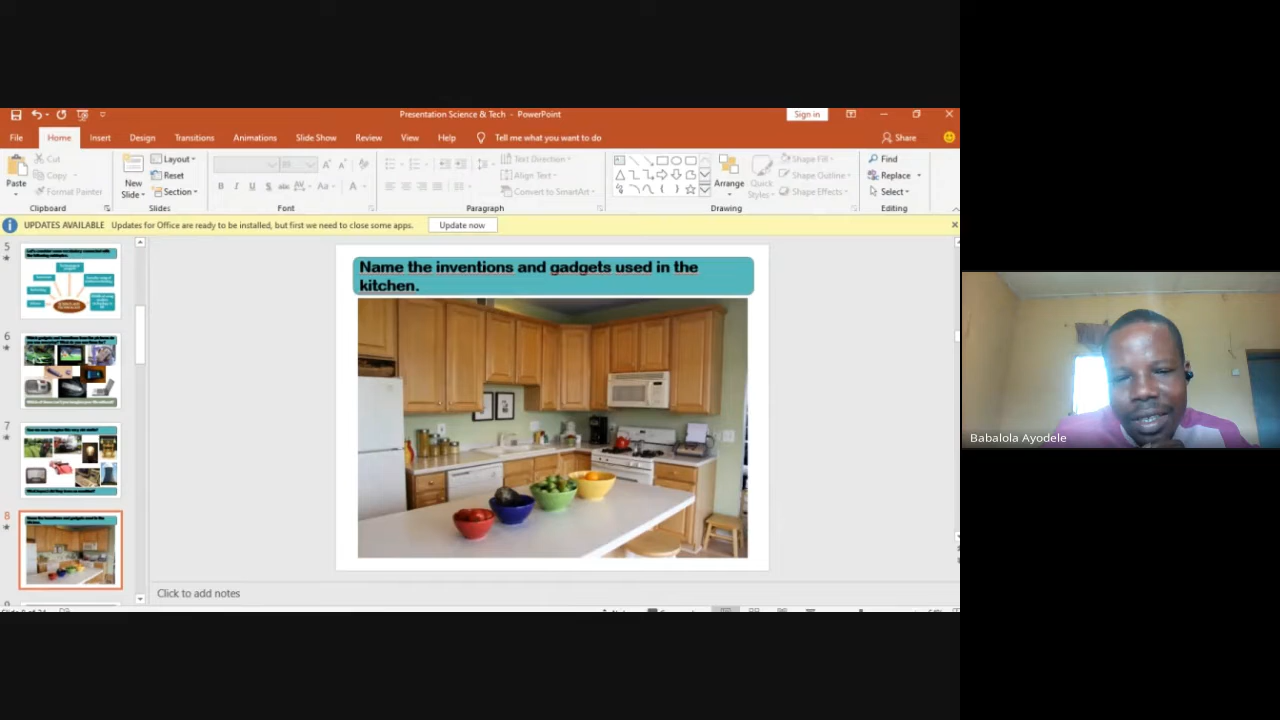 Presentation Science & Tech - PowerPoint
Sign in
File Home Insert Design Transitions Animations Slide Show Review View Help Tell me what you want to do Share
Paste
Cut
Copy
Format Painter
Clipboard
New Slide
Layout
Reset
Section
Slides
Font
Text Direction
Align Text
Convert to SmartArt
Paragraph
Arrange
Quick Styles
Shape Fill
Shape Outline
Shape Effects
Drawing
Find
Replace
Select
Editing
UPDATES AVAILABLE Updates for Office are ready to be installed, but first we need to close some apps. Update now
5
6
7
8
Name the inventions and gadgets used in the
kitchen.
Click to add notes
Babalola Ayodele